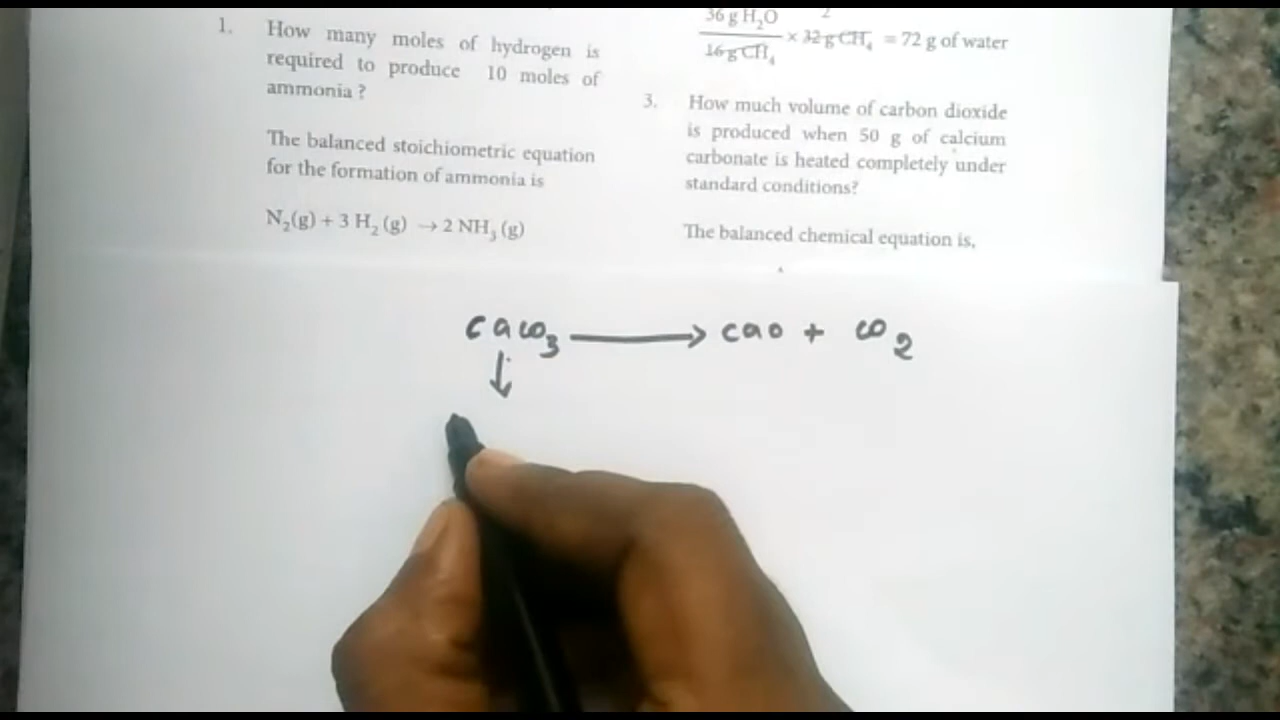 1. How many moles of hydrogen is
required to produce 10 moles of
ammonia ?
The balanced stoichiometric equation
for the formation of ammonia is
N₂(g) + 3 H₂ (g) → 2 NH₃ (g)
36 g H₂O / 16 g CH₄ × 32 g CH₄ = 72 g of water
2
3. How much volume of carbon dioxide
is produced when 50 g of calcium
carbonate is heated completely under
standard conditions?
The balanced chemical equation is,
caco₃ → cao + co₂
↓